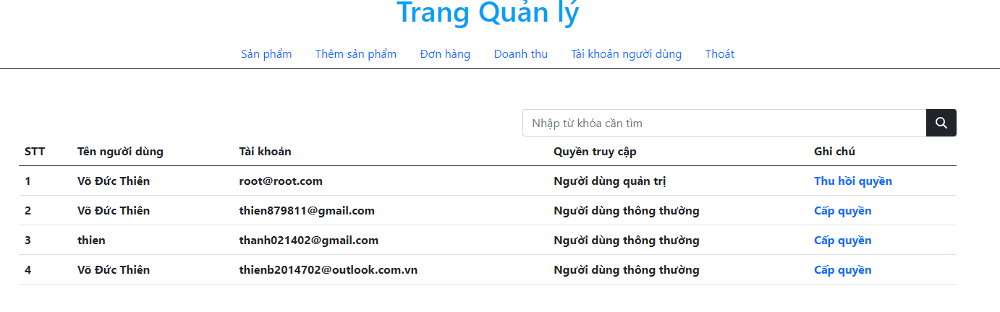 Trang Quản lý
Sản phẩm Thêm sản phẩm Đơn hàng Doanh thu Tài khoản người dùng Thoát
Nhập từ khóa cần tìm
STT Tên người dùng Tài khoản Quyền truy cập Ghi chú
1 Võ Đức Thiên root@root.com Người dùng quản trị Thu hồi quyền
2 Võ Đức Thiên thien879811@gmail.com Người dùng thông thường Cấp quyền
3 thien thanh021402@gmail.com Người dùng thông thường Cấp quyền
4 Võ Đức Thiên thienb2014702@outlook.com.vn Người dùng thông thường Cấp quyền